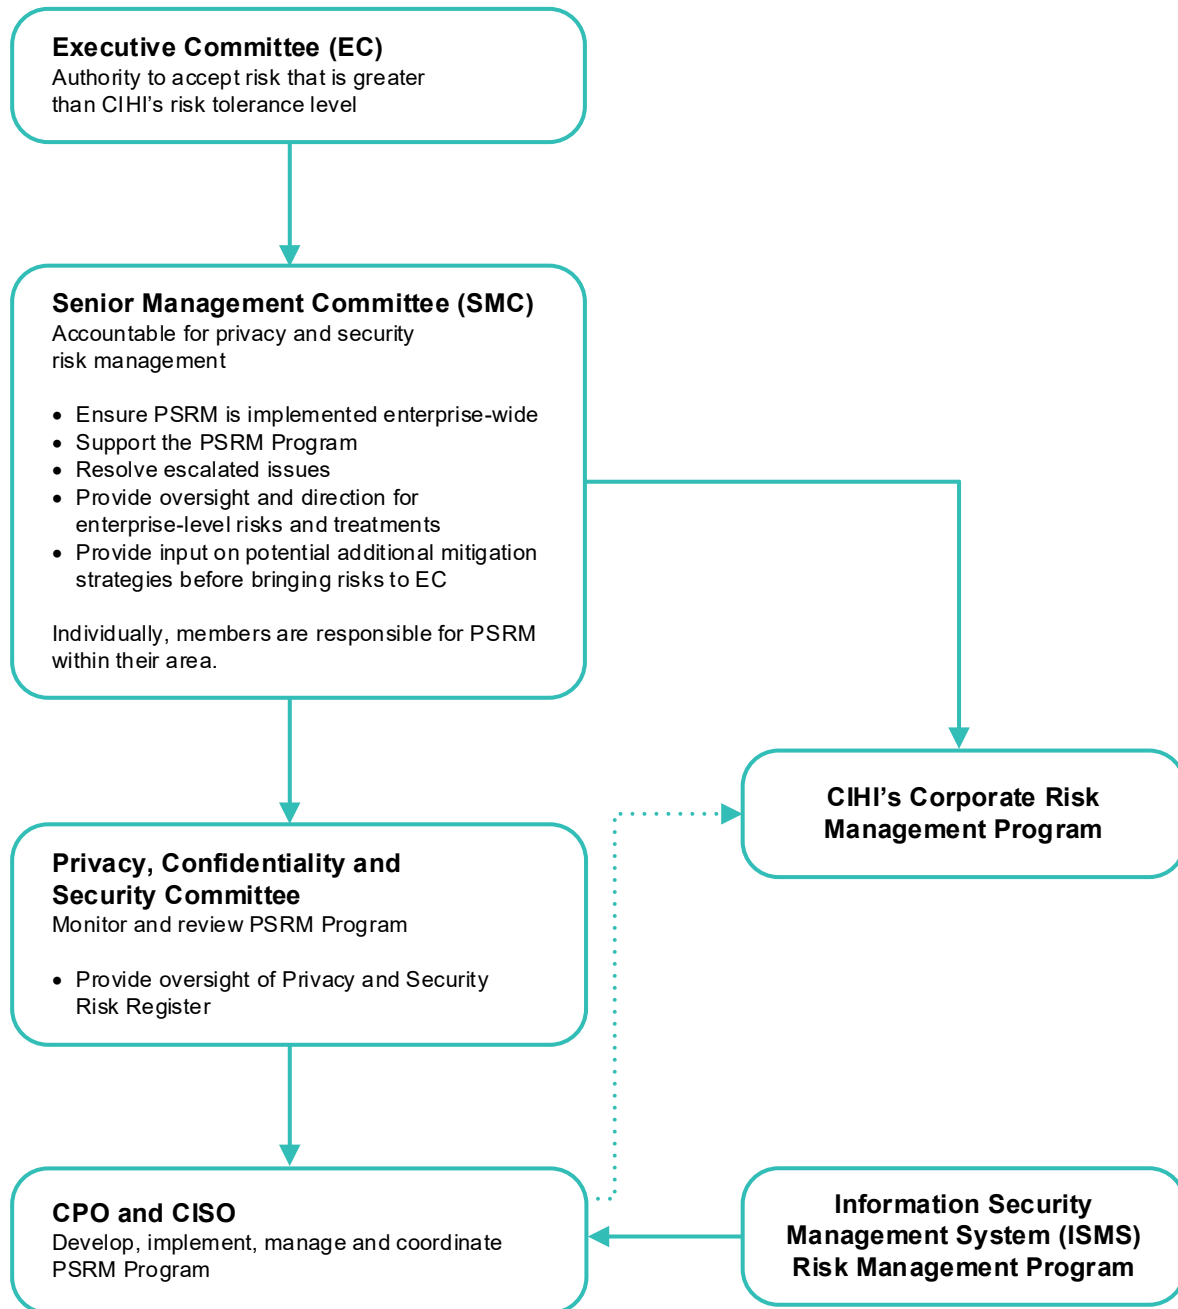 Executive Committee (EC)
Authority to accept risk that is greater
than CIHI’s risk tolerance level
Senior Management Committee (SMC)
Accountable for privacy and security
risk management
• Ensure PSRM is implemented enterprise-wide
• Support the PSRM Program
• Resolve escalated issues
• Provide oversight and direction for
enterprise-level risks and treatments
• Provide input on potential additional mitigation
strategies before bringing risks to EC
Individually, members are responsible for PSRM
within their area.
CIHI’s Corporate Risk
Management Program
Privacy, Confidentiality and
Security Committee
Monitor and review PSRM Program
• Provide oversight of Privacy and Security
Risk Register
CPO and CISO
Develop, implement, manage and coordinate
PSRM Program
Information Security
Management System (ISMS)
Risk Management Program